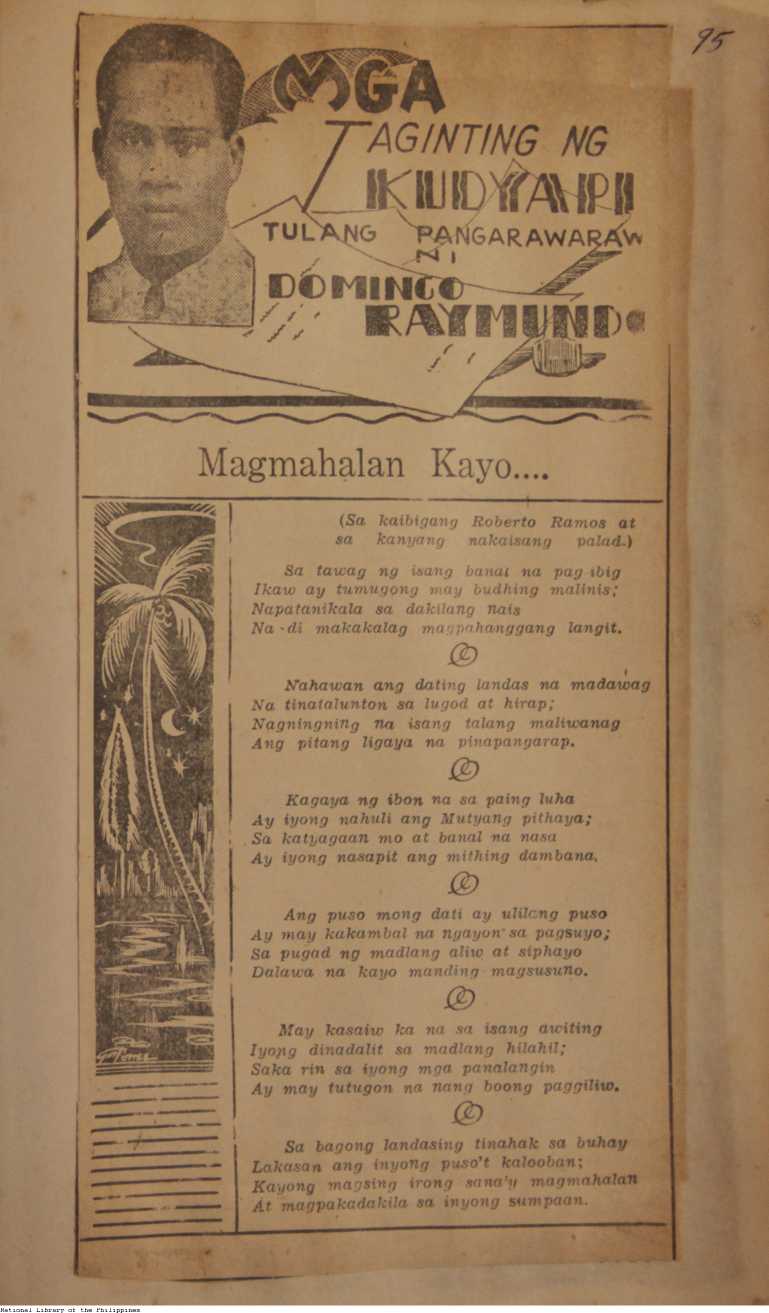 95
MGA
TAGINTING NG
KUDYAPI
TULANG PANGARAWARAW
NI
DOMINGO
RAYMUNDO
Magmahalan Kayo....
(Sa kaibigang Roberto Ramos at
sa kanyang nakaisang palad.)
Sa tawag ng isang banal na pag-ibig
Ikaw ay tumugong may budhing malinis;
Napatanikala sa dakilang nais
Na-di makakalag magpahanggang langit.
Nahawan ang dating landas na madawag
Na tinatalunton sa lugod at hirap;
Nagningning na isang talang maliwanag
Ang pitang ligaya na pinapangarap.
Kagaya ng ibon na sa paing luha
Ay iyong nahuli ang Mutyang pithaya;
Sa katyagaan mo at banal na nasa
Ay iyong nasapit ang mithing dambana.
Ang puso mong dati ay ulilang puso
Ay may kakambal na ngayon sa pagsuyo;
Sa pugad ng madlang aliw at siphayo
Dalawa na kayo manding magsusuno.
May kasaiw ka na sa isang awiting
Iyong dinadalit sa madlang hilahil;
Saka rin sa iyong mga panalangin
Ay may tutugon na nang boong paggiliw.
Sa bagong landasing tinahak sa buhay
Lakasan ang inyong puso't kalooban;
Kayong magsing irong sana'y magmahalan
At magpakadakila sa inyong sumpaan.
National Library of the Philippines